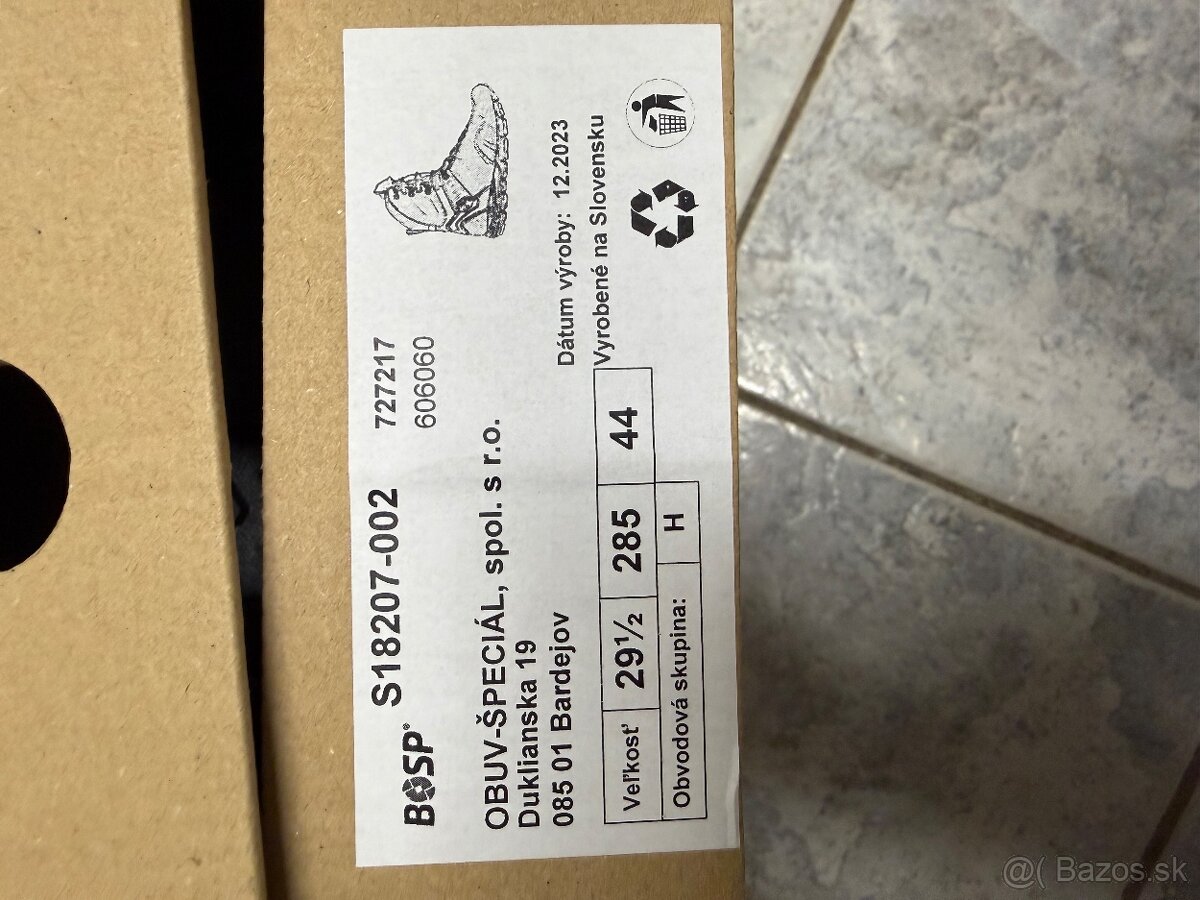 BOSP® S18207-002 727217
606060
OBUV-ŠPECIÁL, spol. s r.o.
Duklianska 19
085 01 Bardejov
Dátum výroby: 12.2023
Vyrobené na Slovensku
Veľkosť 29½ 285 44
Obvodová skupina: H
@( Bazos.sk